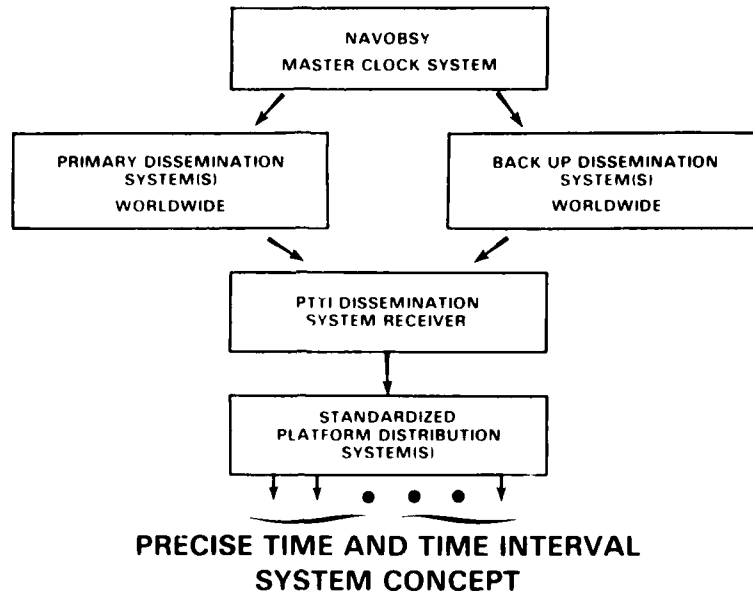 NAVOBSY
MASTER CLOCK SYSTEM
PRIMARY DISSEMINATION
SYSTEM(S)
WORLDWIDE
BACK UP DISSEMINATION
SYSTEM(S)
WORLDWIDE
PTTI DISSEMINATION
SYSTEM RECEIVER
STANDARDIZED
PLATFORM DISTRIBUTION
SYSTEM(S)
PRECISE TIME AND TIME INTERVAL
SYSTEM CONCEPT